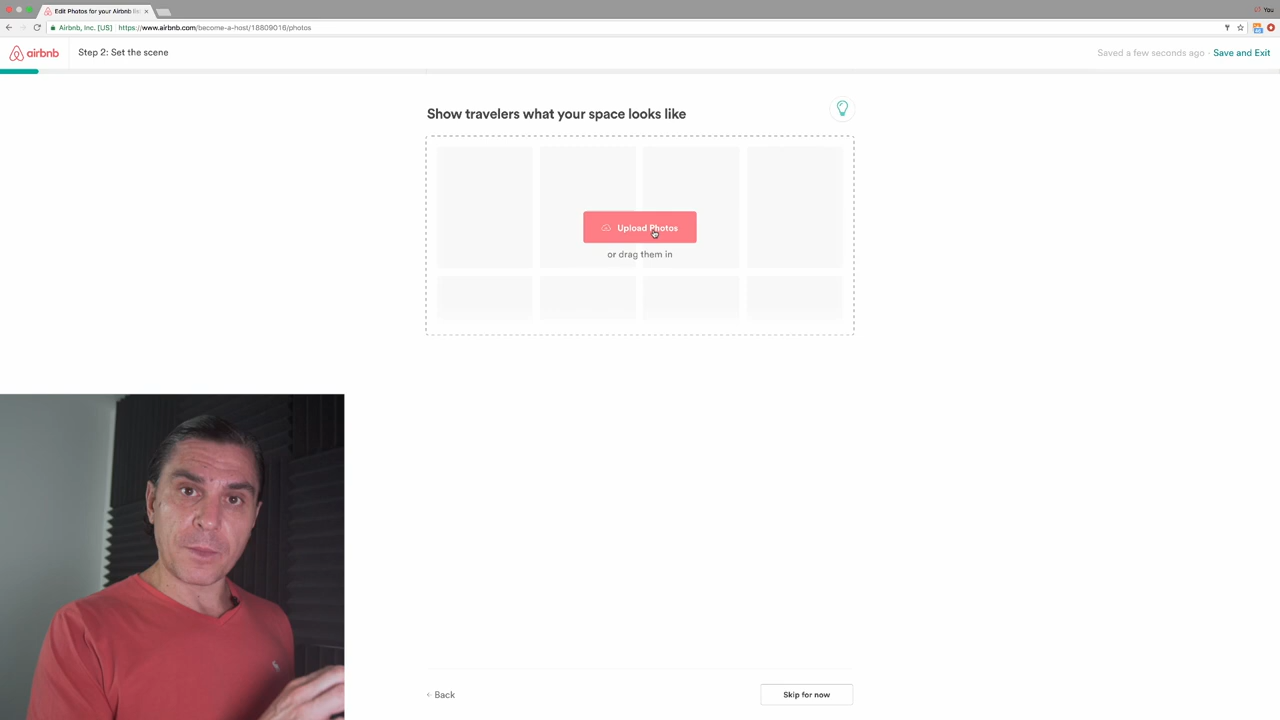 Edit Photos for your Airbnb lis
You
Airbnb, Inc. [US]
https://www.airbnb.com/become-a-host/18809016/photos
airbnb
Step 2: Set the scene
Saved a few seconds ago
Save and Exit
Show travelers what your space looks like
Upload Photos
or drag them in
Back
Skip for now